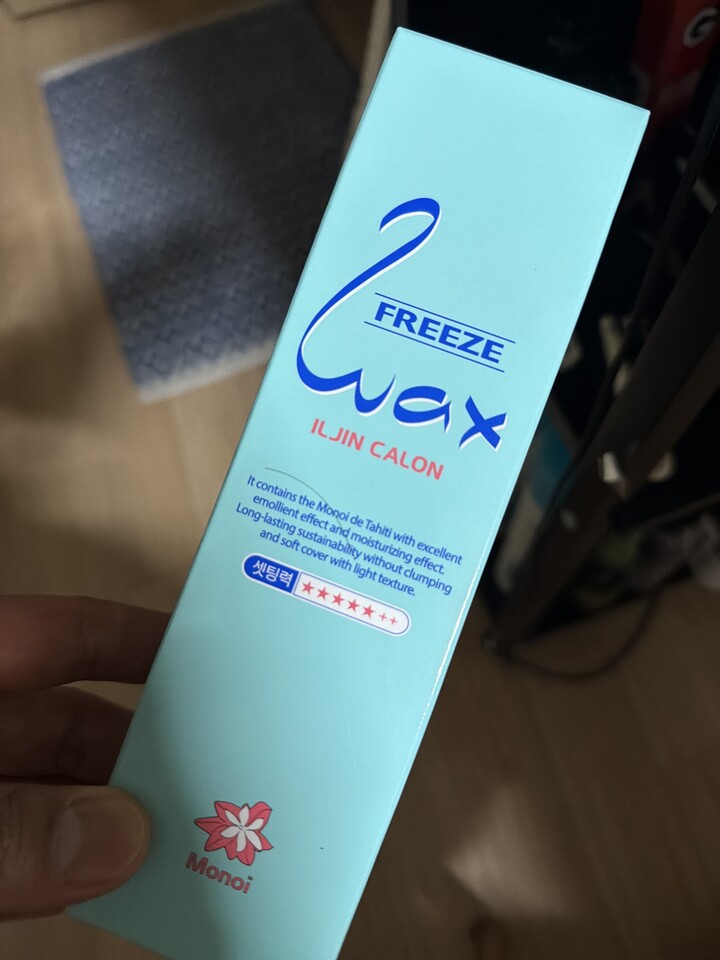 FREEZE
wax
ILJIN CALON
It contains the Monoi de Tahiti with excellent
emollient effect and moisturizing effect.
Long-lasting sustainability without clumping
and soft cover with light texture.
셋팅력 ★★★★★++
Monoi
G